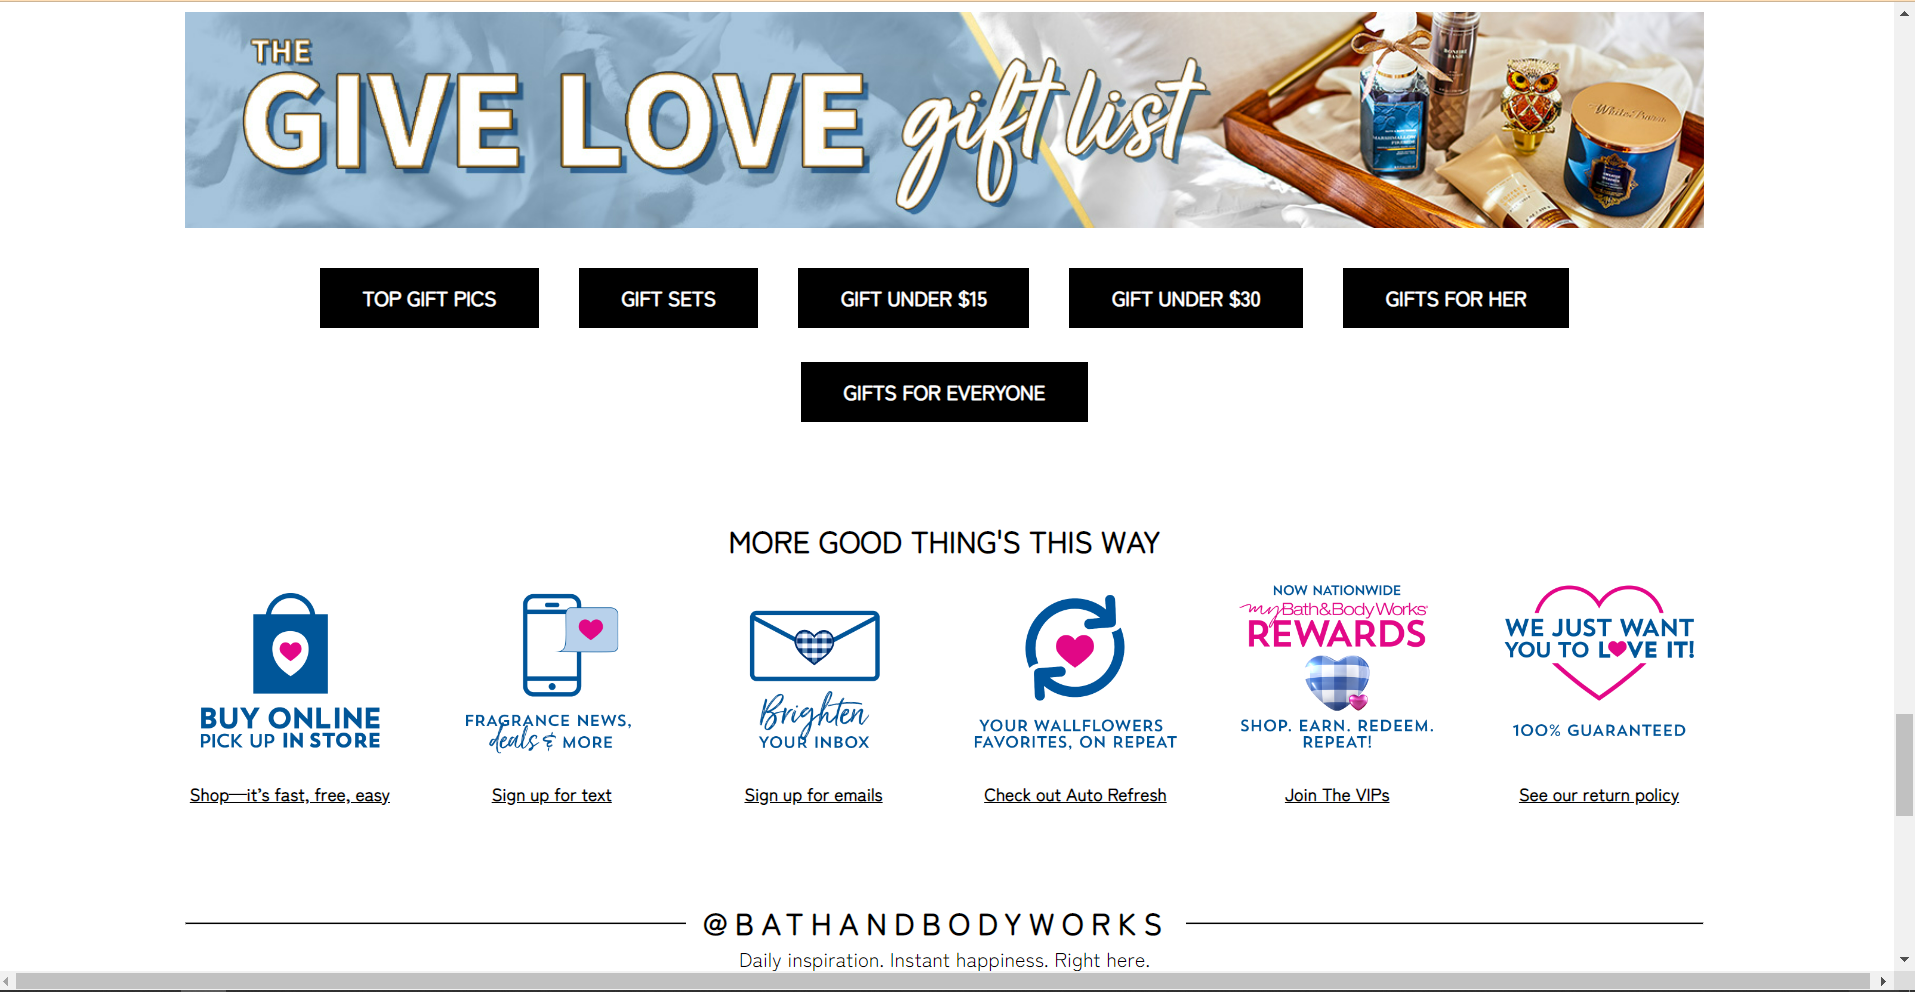 THE
GIVE LOVE gift list
White Barn
TOP GIFT PICS
GIFT SETS
GIFT UNDER $15
GIFT UNDER $30
GIFTS FOR HER
GIFTS FOR EVERYONE
MORE GOOD THING'S THIS WAY
BUY ONLINE
PICK UP IN STORE
Shop—it’s fast, free, easy
FRAGRANCE NEWS,
deals & MORE
Sign up for text
Brighten
YOUR INBOX
Sign up for emails
YOUR WALLFLOWERS
FAVORITES, ON REPEAT
Check out Auto Refresh
NOW NATIONWIDE
my Bath & Body Works®
REWARDS
SHOP. EARN. REDEEM.
REPEAT!
Join The VIPs
WE JUST WANT
YOU TO LOVE IT!
100% GUARANTEED
See our return policy
@BATHANDBODYWORKS
Daily inspiration. Instant happiness. Right here.